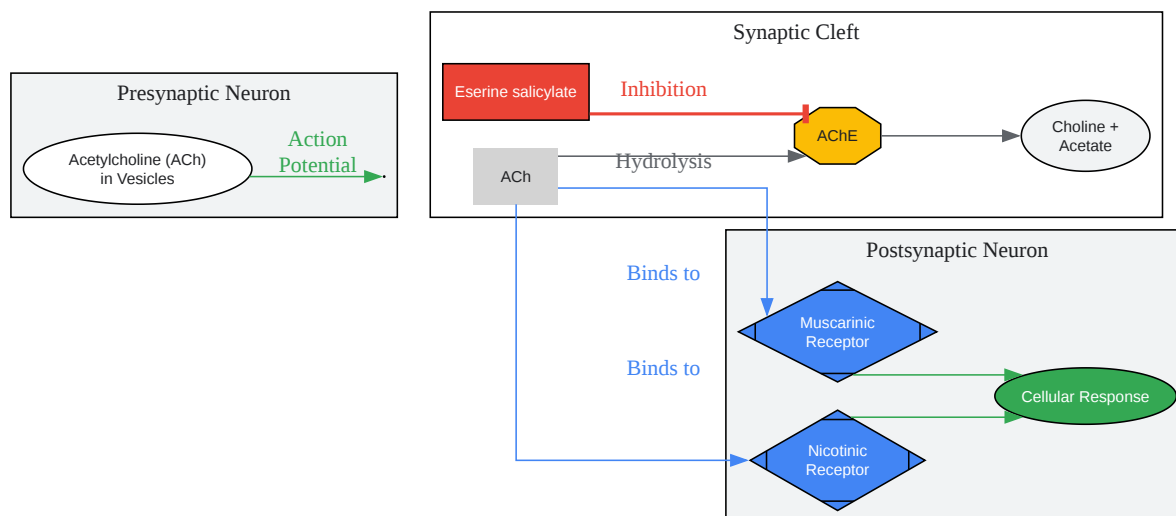 Presynaptic Neuron
Acetylcholine (ACh)
in Vesicles
Action
Potential
Synaptic Cleft
Eserine salicylate
Inhibition
AChE
Choline +
Acetate
ACh
Hydrolysis
Postsynaptic Neuron
Binds to
Muscarinic
Receptor
Binds to
Cellular Response
Nicotinic
Receptor